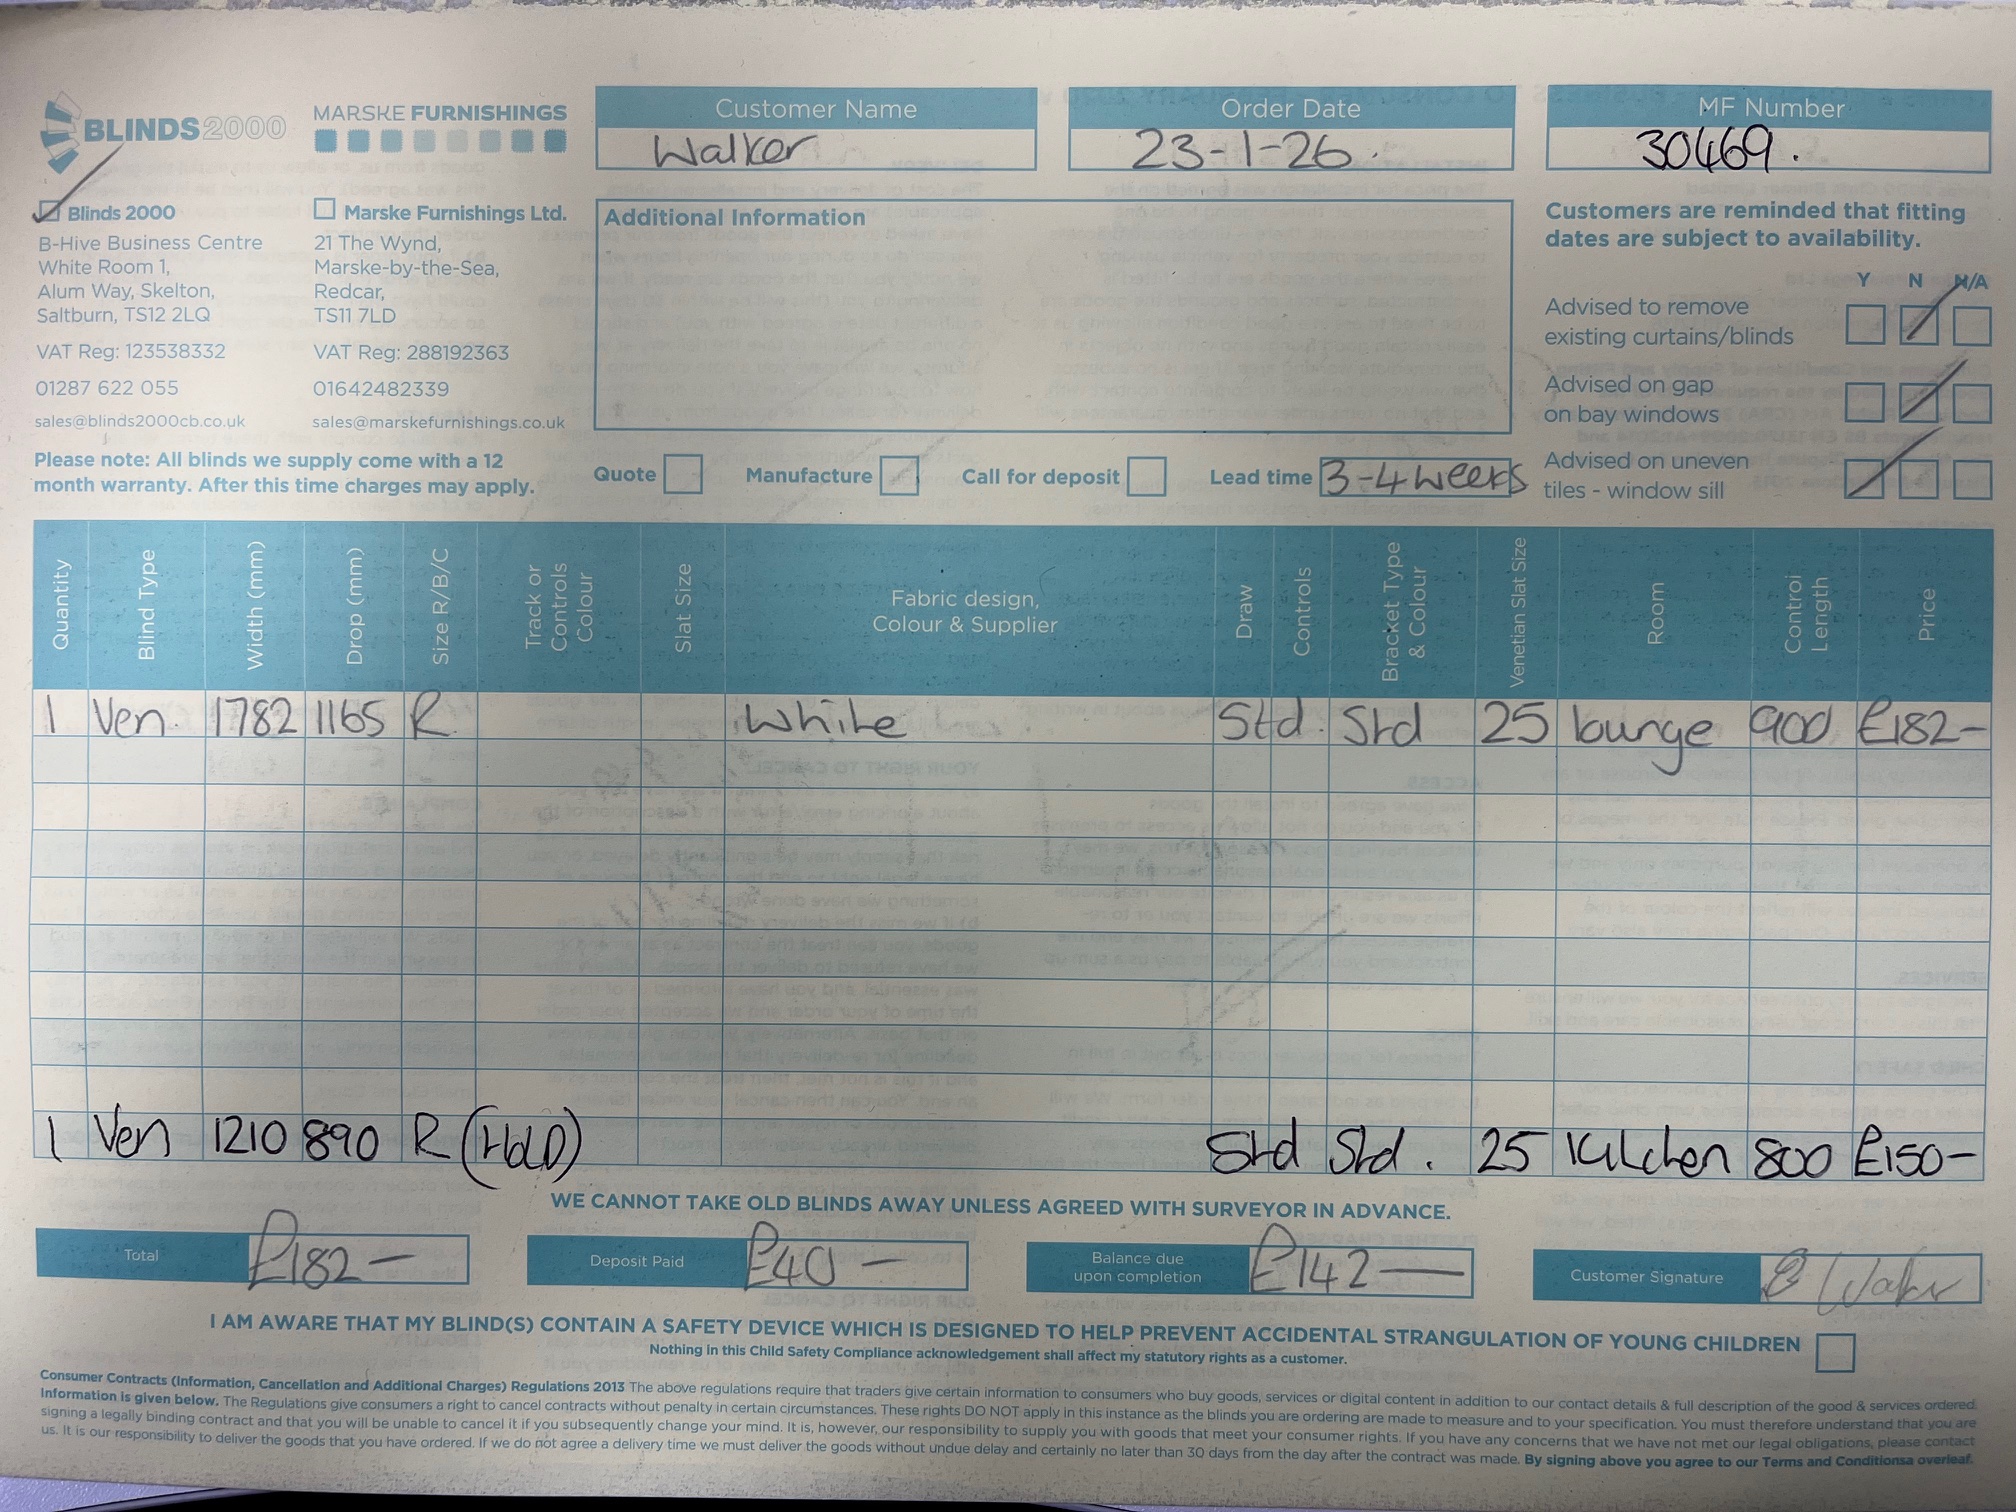 BLINDS 2000
MARSKE FURNISHINGS
Customer Name
Walker
Order Date
23-1-26.
MF Number
30469.
Blinds 2000
B-Hive Business Centre
White Room 1,
Alum Way, Skelton,
Saltburn, TS12 2LQ
VAT Reg: 123538332
01287 622 055
sales@blinds2000cb.co.uk
Marske Furnishings Ltd.
21 The Wynd,
Marske-by-the-Sea,
Redcar,
TS11 7LD
VAT Reg: 288192363
01642482339
sales@marskefurnishings.co.uk
Additional Information
Customers are reminded that fitting
dates are subject to availability.
Y N N/A
Advised to remove
existing curtains/blinds
Advised on gap
on bay windows
Advised on uneven
tiles - window sill
Please note: All blinds we supply come with a 12
month warranty. After this time charges may apply.
Quote Manufacture Call for deposit Lead time 3-4 weeks
Quantity
Blind Type
Width (mm)
Drop (mm)
Size R/B/C
Track or
Controls
Colour
Slat Size
Fabric design,
Colour & Supplier
Draw
Controls
Bracket Type
& Colour
Venetian Slat Size
Room
Control
Length
Price
1 Ven. 1782 1165 R White Std. Std 25 lounge 900 £182-
1 Ven 1210 890 R (HOLD) Std Std. 25 Kitchen 800 £150-
WE CANNOT TAKE OLD BLINDS AWAY UNLESS AGREED WITH SURVEYOR IN ADVANCE.
Total £182-
Deposit Paid £40-
Balance due
upon completion £142-
Customer Signature Walker
I AM AWARE THAT MY BLIND(S) CONTAIN A SAFETY DEVICE WHICH IS DESIGNED TO HELP PREVENT ACCIDENTAL STRANGULATION OF YOUNG CHILDREN
Nothing in this Child Safety Compliance acknowledgement shall affect my statutory rights as a customer.
Consumer Contracts (Information, Cancellation and Additional Charges) Regulations 2013 The above regulations require that traders give certain information to consumers who buy goods, services or digital content in addition to our contact details & full description of the good & services ordered.
Information is given below. The Regulations give consumers a right to cancel contracts without penalty in certain circumstances. These rights DO NOT apply in this instance as the blinds you are ordering are made to measure and to your specification. You must therefore understand that you are
signing a legally binding contract and that you will be unable to cancel it if you subsequently change your mind. It is, however, our responsibility to supply you with goods that meet your consumer rights. If you have any concerns that we have not met our legal obligations, please contact
us. It is our responsibility to deliver the goods that you have ordered. If we do not agree a delivery time we must deliver the goods without undue delay and certainly no later than 30 days from the day after the contract was made. By signing above you agree to our Terms and Conditionsa overleaf.